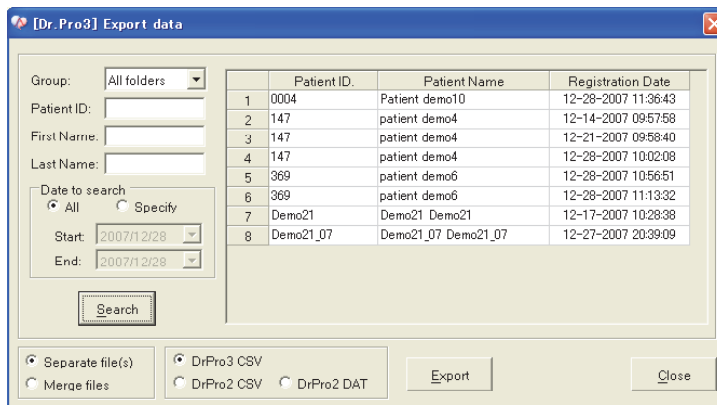 [Dr.Pro3] Export data
Group: All folders
Patient ID:
First Name.
Last Name:
Date to search
All Specify
Start: 2007/12/28
End: 2007/12/28
Search
Patient ID. Patient Name Registration Date
1 0004 Patient demo10 12-28-2007 11:36:43
2 147 patient demo4 12-14-2007 09:57:58
3 147 patient demo4 12-21-2007 09:58:40
4 147 patient demo4 12-28-2007 10:02:08
5 369 patient demo6 12-28-2007 10:56:51
6 369 patient demo6 12-28-2007 11:13:32
7 Demo21 Demo21 Demo21 12-17-2007 10:28:38
8 Demo21_07 Demo21_07 Demo21_07 12-27-2007 20:39:09
Separate file(s)
Merge files
DrPro3 CSV
DrPro2 CSV DrPro2 DAT
Export
Close